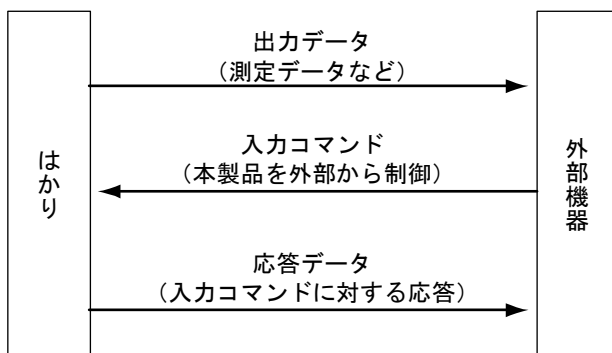 出力データ
（測定データなど）
はかり
入力コマンド
（本製品を外部から制御）
外部機器
応答データ
（入力コマンドに対する応答）